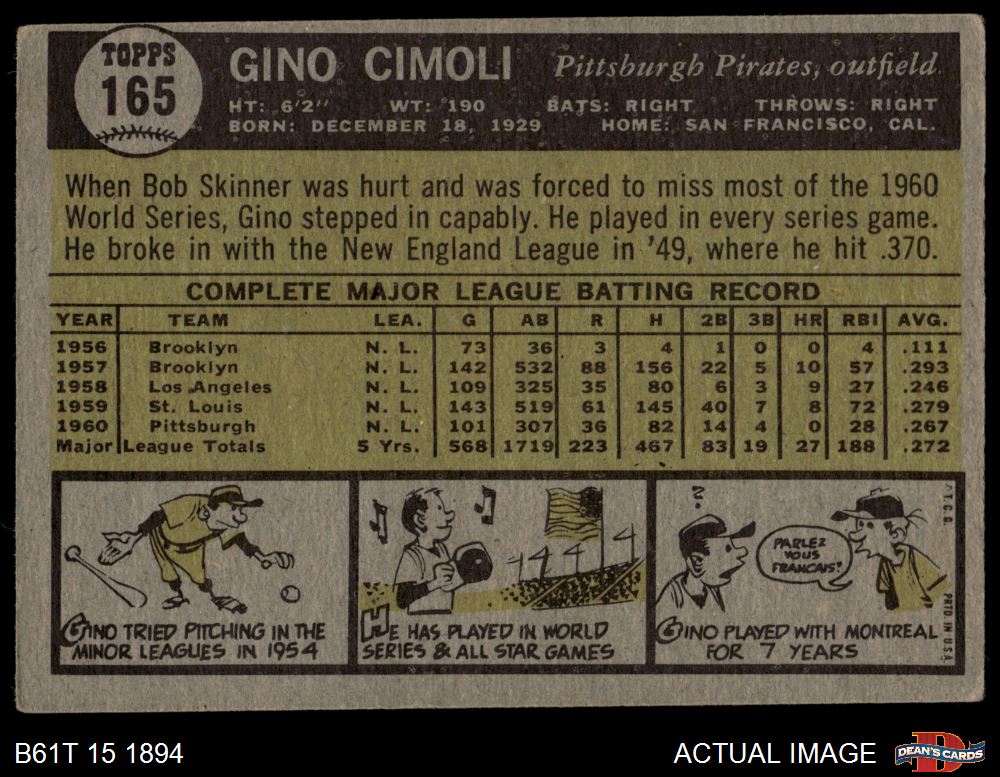 TOPPS
165
GINO CIMOLI Pittsburgh Pirates, outfield
HT: 6'2" WT: 190 BATS: RIGHT THROWS: RIGHT
BORN: DECEMBER 18, 1929 HOME: SAN FRANCISCO, CAL.
When Bob Skinner was hurt and was forced to miss most of the 1960
World Series, Gino stepped in capably. He played in every series game.
He broke in with the New England League in '49, where he hit .370.
COMPLETE MAJOR LEAGUE BATTING RECORD
YEAR TEAM LEA. G AB R H 2B 3B HR RBI AVG.
1956 Brooklyn N. L. 73 36 3 4 1 0 0 4 .111
1957 Brooklyn N. L. 142 532 88 156 22 5 10 57 .293
1958 Los Angeles N. L. 109 325 35 80 6 3 9 27 .246
1959 St. Louis N. L. 143 519 61 145 40 7 8 72 .279
1960 Pittsburgh N. L. 101 307 36 82 14 4 0 28 .267
Major League Totals 5 Yrs. 568 1719 223 467 83 19 27 188 .272
GINO TRIED PITCHING IN THE
MINOR LEAGUES IN 1954
HE HAS PLAYED IN WORLD
SERIES & ALL STAR GAMES
?
PARLEZ
VOUS
FRANCAIS?
GINO PLAYED WITH MONTREAL
FOR 7 YEARS
T.C.G.
PRTD IN U.S.A.
B61T 15 1894
ACTUAL IMAGE
D
DEAN'S CARDS